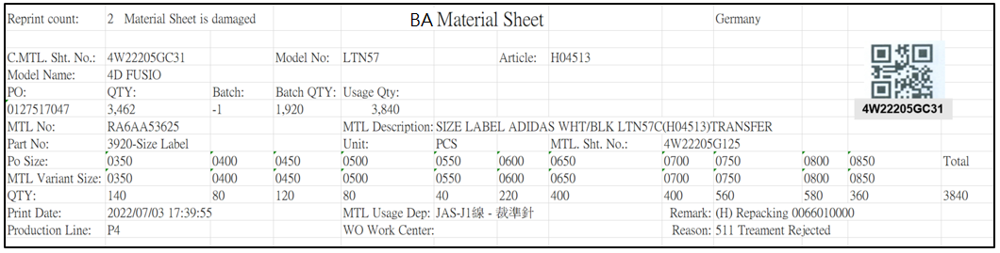 Reprint count: 2 Material Sheet is damaged BA Material Sheet Germany
C.MTL. Sht. No.: 4W22205GC31 Model No: LTN57 Article: H04513
Model Name: 4D FUSIO
PO: QTY: Batch: Batch QTY: Usage Qty:
0127517047 3,462 -1 1,920 3,840
4W22205GC31
MTL No: RA6AA53625 MTL Description: SIZE LABEL ADIDAS WHT/BLK LTN57C(H04513)TRANSFER
Part No: 3920-Size Label Unit: PCS MTL. Sht. No.: 4W22205G125
Po Size: 0350 0400 0450 0500 0550 0600 0650 0700 0750 0800 0850 Total
MTL Variant Size: 0350 0400 0450 0500 0550 0600 0650 0700 0750 0800 0850
QTY: 140 80 120 80 40 220 400 400 560 580 360 3840
Print Date: 2022/07/03 17:39:55 MTL Usage Dep: JAS-J1線 - 裁準針 Remark: (H) Repacking 0066010000
Production Line: P4 WO Work Center: Reason: 511 Treament Rejected